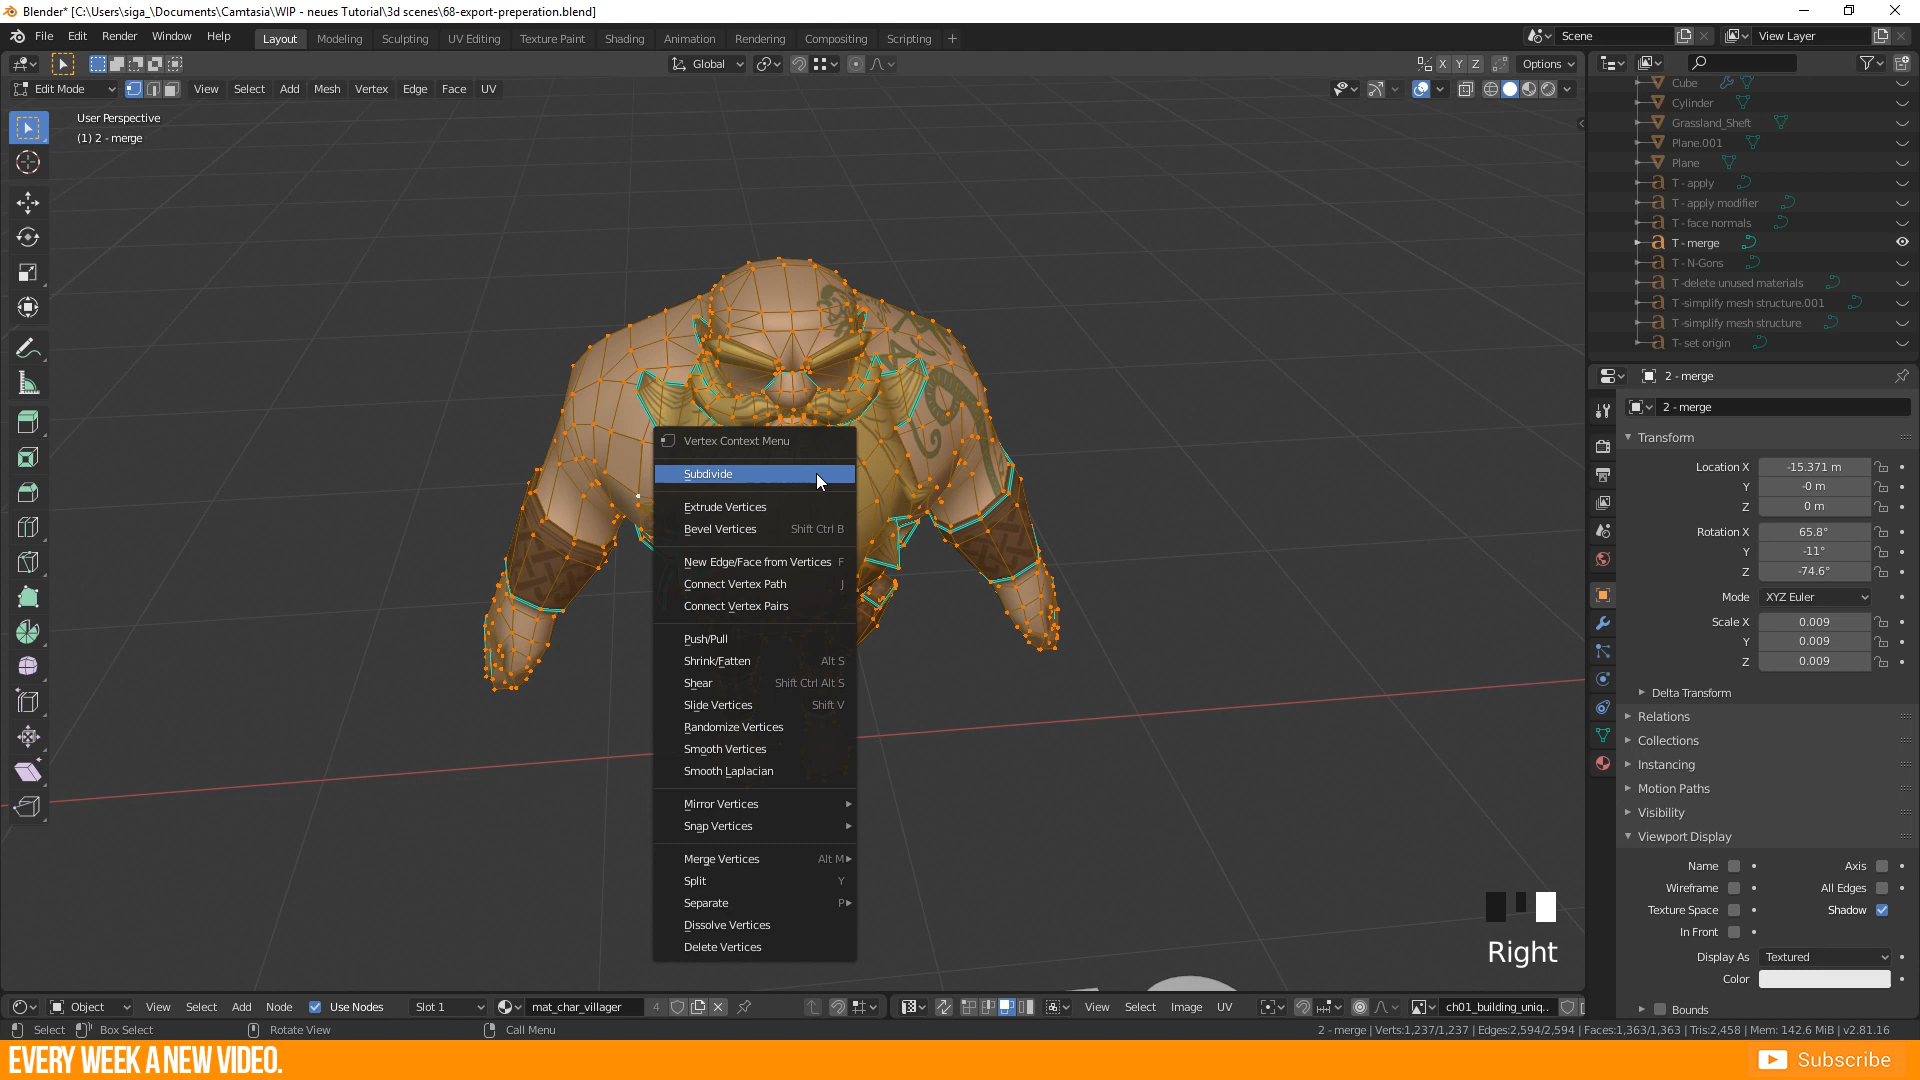 Blender* [C:\Users\siga_\Documents\Camtasia\WIP - neues Tutorial\3d scenes\68-export-preperation.blend]
File Edit Render Window Help Layout Modeling Sculpting UV Editing Texture Paint Shading Animation Rendering Compositing Scripting + Scene View Layer
Global X Y Z Options
Edit Mode View Select Add Mesh Vertex Edge Face UV
User Perspective
(1) 2 - merge
Cube
Cylinder
Grassland_Sheft
Plane.001
Plane
T - apply
T - apply modifier
T - face normals
T - merge
T - N-Gons
T -delete unused materials
T -simplify mesh structure.001
T -simplify mesh structure
T- set origin
2 - merge
2 - merge
Transform
Location X -15.371 m
Y -0 m
Z 0 m
Rotation X 65.8°
Y -11°
Z -74.6°
Mode XYZ Euler
Scale X 0.009
Y 0.009
Z 0.009
Delta Transform
Relations
Collections
Instancing
Motion Paths
Visibility
Viewport Display
Name Axis
Wireframe All Edges
Texture Space Shadow
In Front
Display As Textured
Color
Bounds
Vertex Context Menu
Subdivide
Extrude Vertices
Bevel Vertices Shift Ctrl B
New Edge/Face from Vertices F
Connect Vertex Path J
Connect Vertex Pairs
Push/Pull
Shrink/Fatten Alt S
Shear Shift Ctrl Alt S
Slide Vertices Shift V
Randomize Vertices
Smooth Vertices
Smooth Laplacian
Mirror Vertices
Snap Vertices
Merge Vertices Alt M
Split Y
Separate P
Dissolve Vertices
Delete Vertices
Right
Object View Select Add Node Use Nodes Slot 1 mat_char_villager 4 View Select Image UV ch01_building_uniq..
Select Box Select Rotate View Call Menu 2 - merge | Verts:1,237/1,237 | Edges:2,594/2,594 | Faces:1,363/1,363 | Tris:2,458 | Mem: 142.6 MiB | v2.81.16
EVERY WEEK A NEW VIDEO. Subscribe